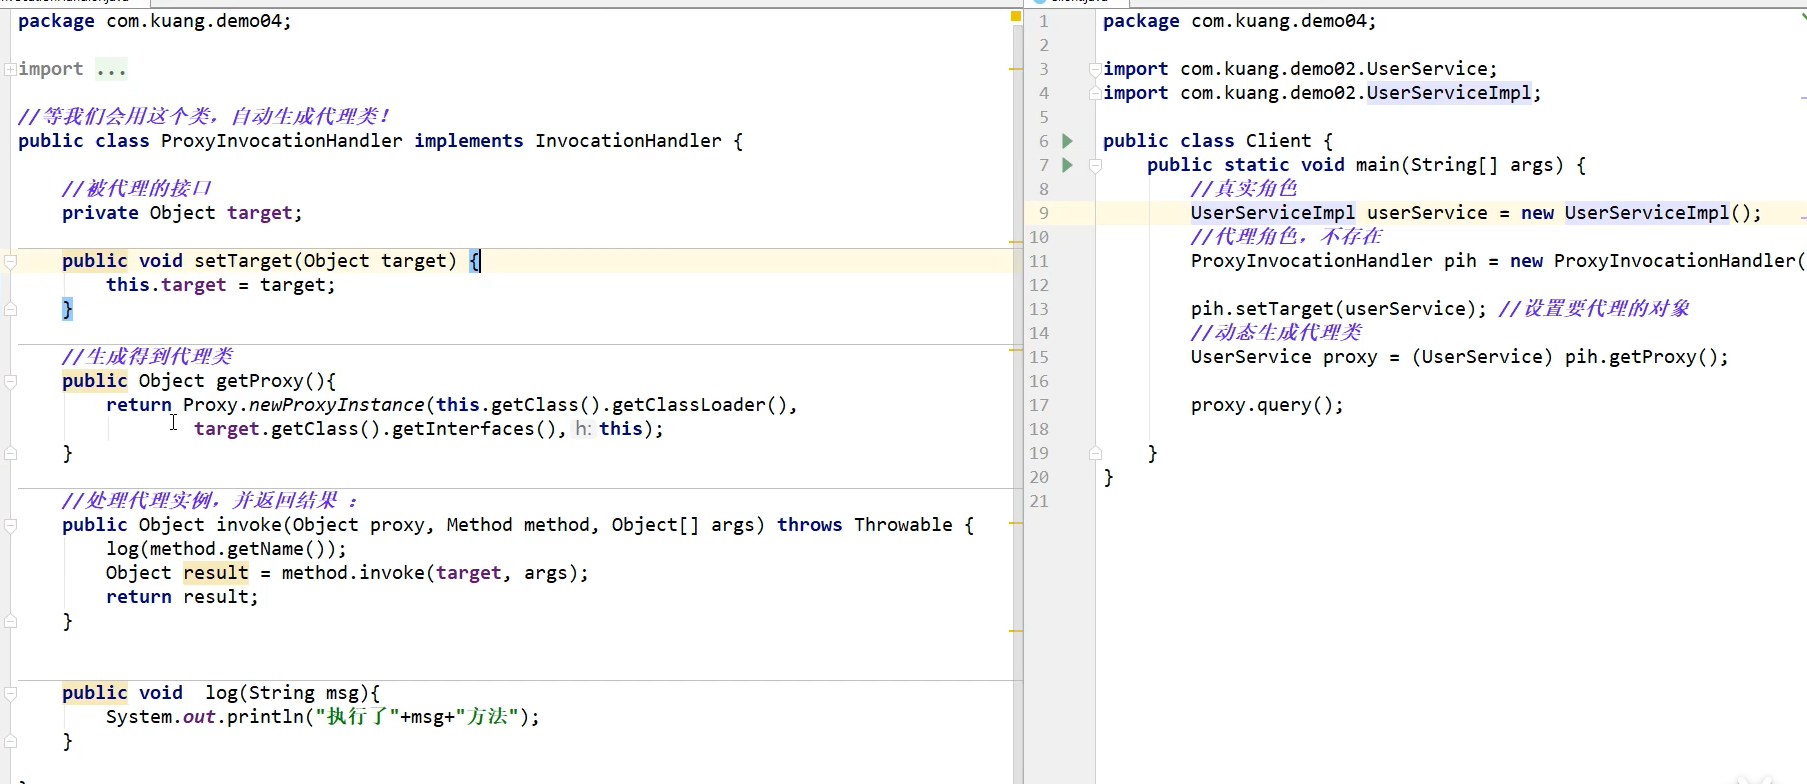 package com.kuang.demo04;
import ...
//等我们会用这个类，自动生成代理类！
public class ProxyInvocationHandler implements InvocationHandler {
//被代理的接口
private Object target;
public void setTarget(Object target) {
this.target = target;
}
//生成得到代理类
public Object getProxy(){
return Proxy.newProxyInstance(this.getClass().getClassLoader(),
target.getClass().getInterfaces(), h: this);
}
//处理代理实例，并返回结果 ：
public Object invoke(Object proxy, Method method, Object[] args) throws Throwable {
log(method.getName());
Object result = method.invoke(target, args);
return result;
}
public void  log(String msg){
System.out.println("执行了"+msg+"方法");
}
1 package com.kuang.demo04;
2
3 import com.kuang.demo02.UserService;
4 import com.kuang.demo02.UserServiceImpl;
5
6 public class Client {
7 public static void main(String[] args) {
8 //真实角色
9 UserServiceImpl userService = new UserServiceImpl();
10 //代理角色，不存在
11 ProxyInvocationHandler pih = new ProxyInvocationHandler(
12
13 pih.setTarget(userService); //设置要代理的对象
14 //动态生成代理类
15 UserService proxy = (UserService) pih.getProxy();
16
17 proxy.query();
18
19 }
20 }
21